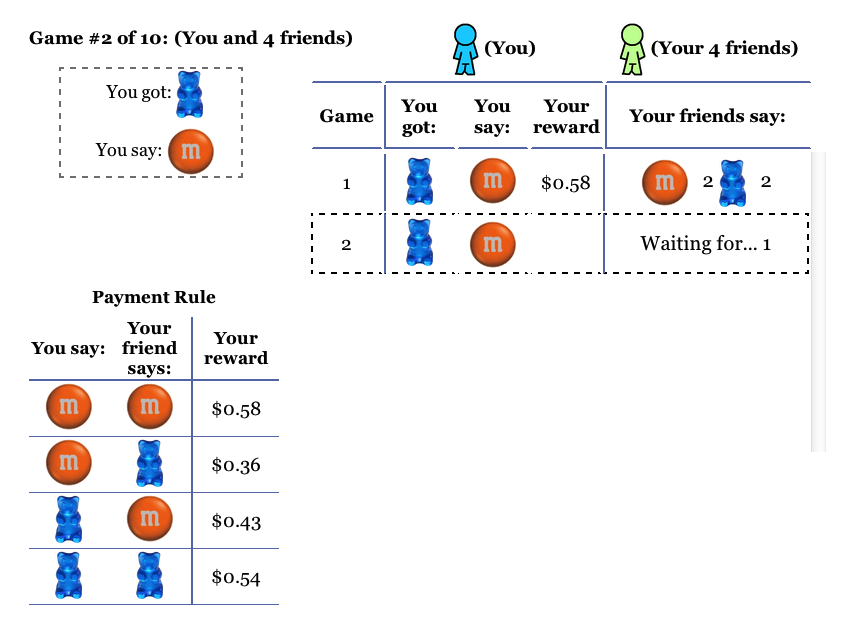 Game #2 of 10: (You and 4 friends)
You got:
You say: m
(You) (Your 4 friends)
Game You got: You say: Your reward Your friends say:
1 m $0.58 m 2 2
2 m Waiting for... 1
Payment Rule
You say: Your friend says: Your reward
m m $0.58
m $0.36
m $0.43
$0.54